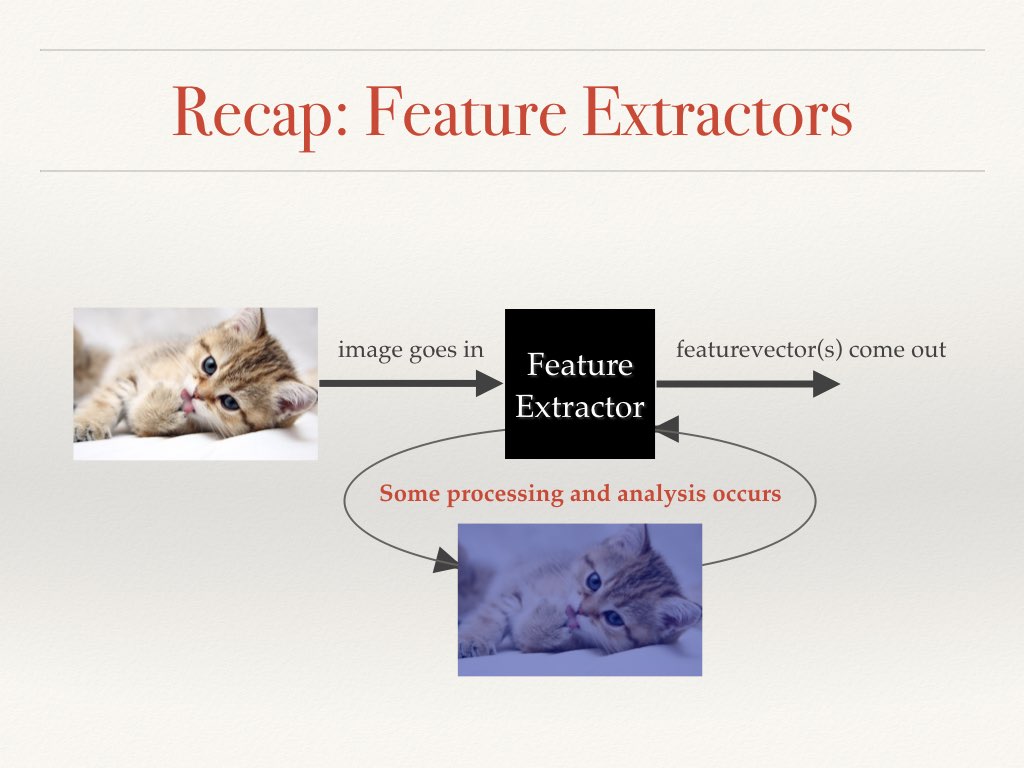 Recap: Feature Extractors
image goes in
Feature
Extractor
featurevector(s) come out
Some processing and analysis occurs